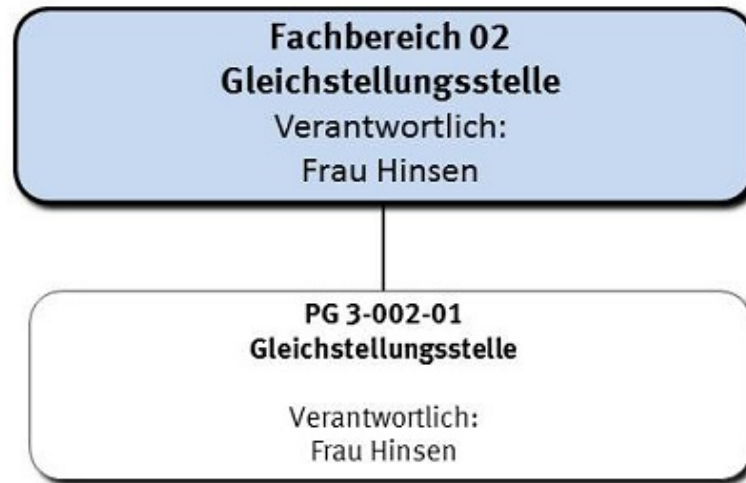 Fachbereich 02
Gleichstellungsstelle
Verantwortlich:
Frau Hinsen
PG 3-002-01
Gleichstellungsstelle
Verantwortlich:
Frau Hinsen